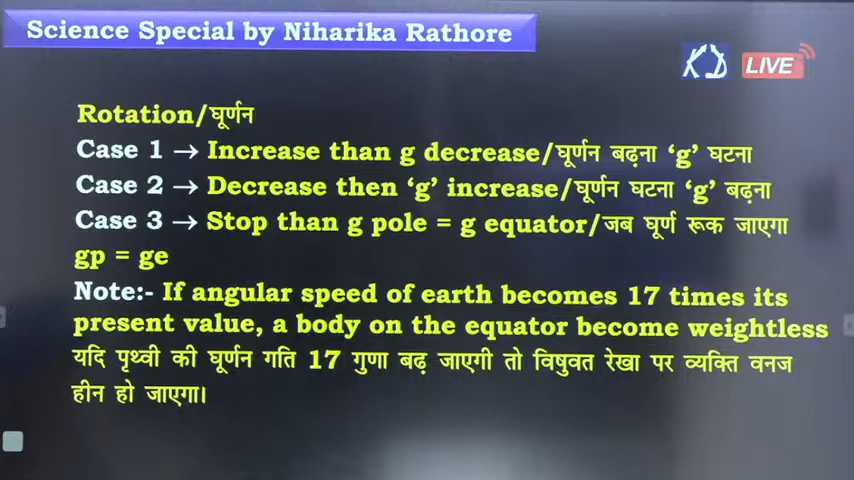 Science Special by Niharika Rathore
KD LIVE
Rotation/घूर्णन
Case 1 → Increase than g decrease/घूर्णन बढ़ना ‘g’ घटना
Case 2 → Decrease then ‘g’ increase/घूर्णन घटना ‘g’ बढ़ना
Case 3 → Stop than g pole = g equator/जब घूर्ण रूक जाएगा
gp = ge
Note:- If angular speed of earth becomes 17 times its
present value, a body on the equator become weightless
यदि पृथ्वी की घूर्णन गति 17 गुणा बढ़ जाएगी तो विषुवत रेखा पर व्यक्ति वनज
हीन हो जाएगा।